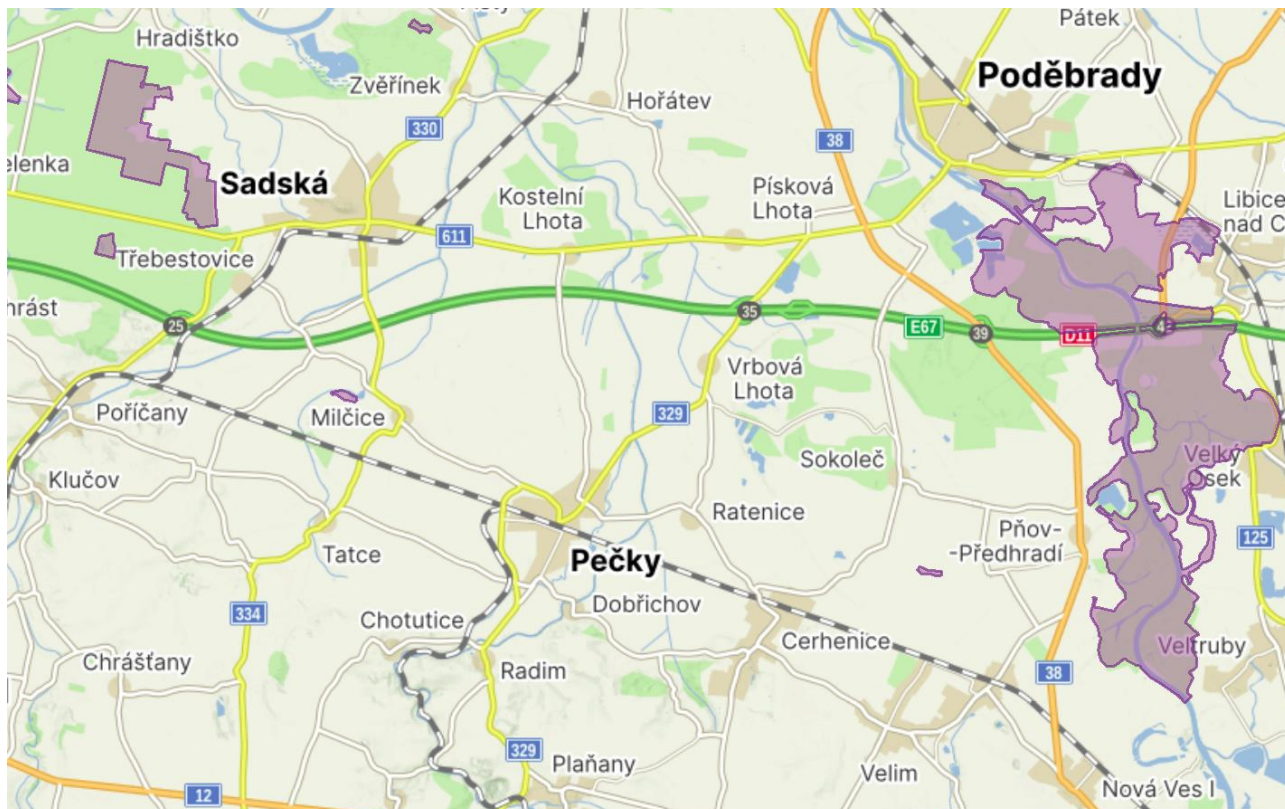 Hradištko
Pátek
Zvěřínek
Poděbrady
Hořátev
330
38
elenka
Sadská
Kostelní
Lhota
Písková
Lhota
Libice
nad C
611
Třebestovice
hrást
25
35
E67
39
D11
4
Vrbová
Lhota
Poříčany
Milčice
329
Klučov
Sokoleč
Velký
Osek
Ratenice
Pňov-
-Předhradí
125
Tatce
Pečky
334
Chotutice
Dobřichov
Cerhenice
Veltruby
Chrášťany
Radim
38
329
Plaňany
12
Velim
Nová Ves I